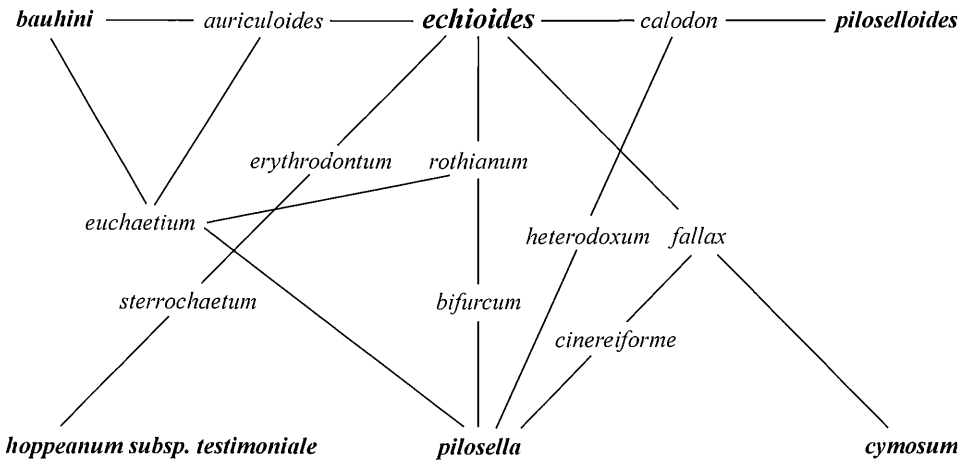 bauhini auriculoides echioides calodon piloselloides
erythrodontum rothianum
euchaetium
heterodoxum fallax
sterrochaetum bifurcum
cinereiforme
hoppeanum subsp. testimoniale pilosella cymosum